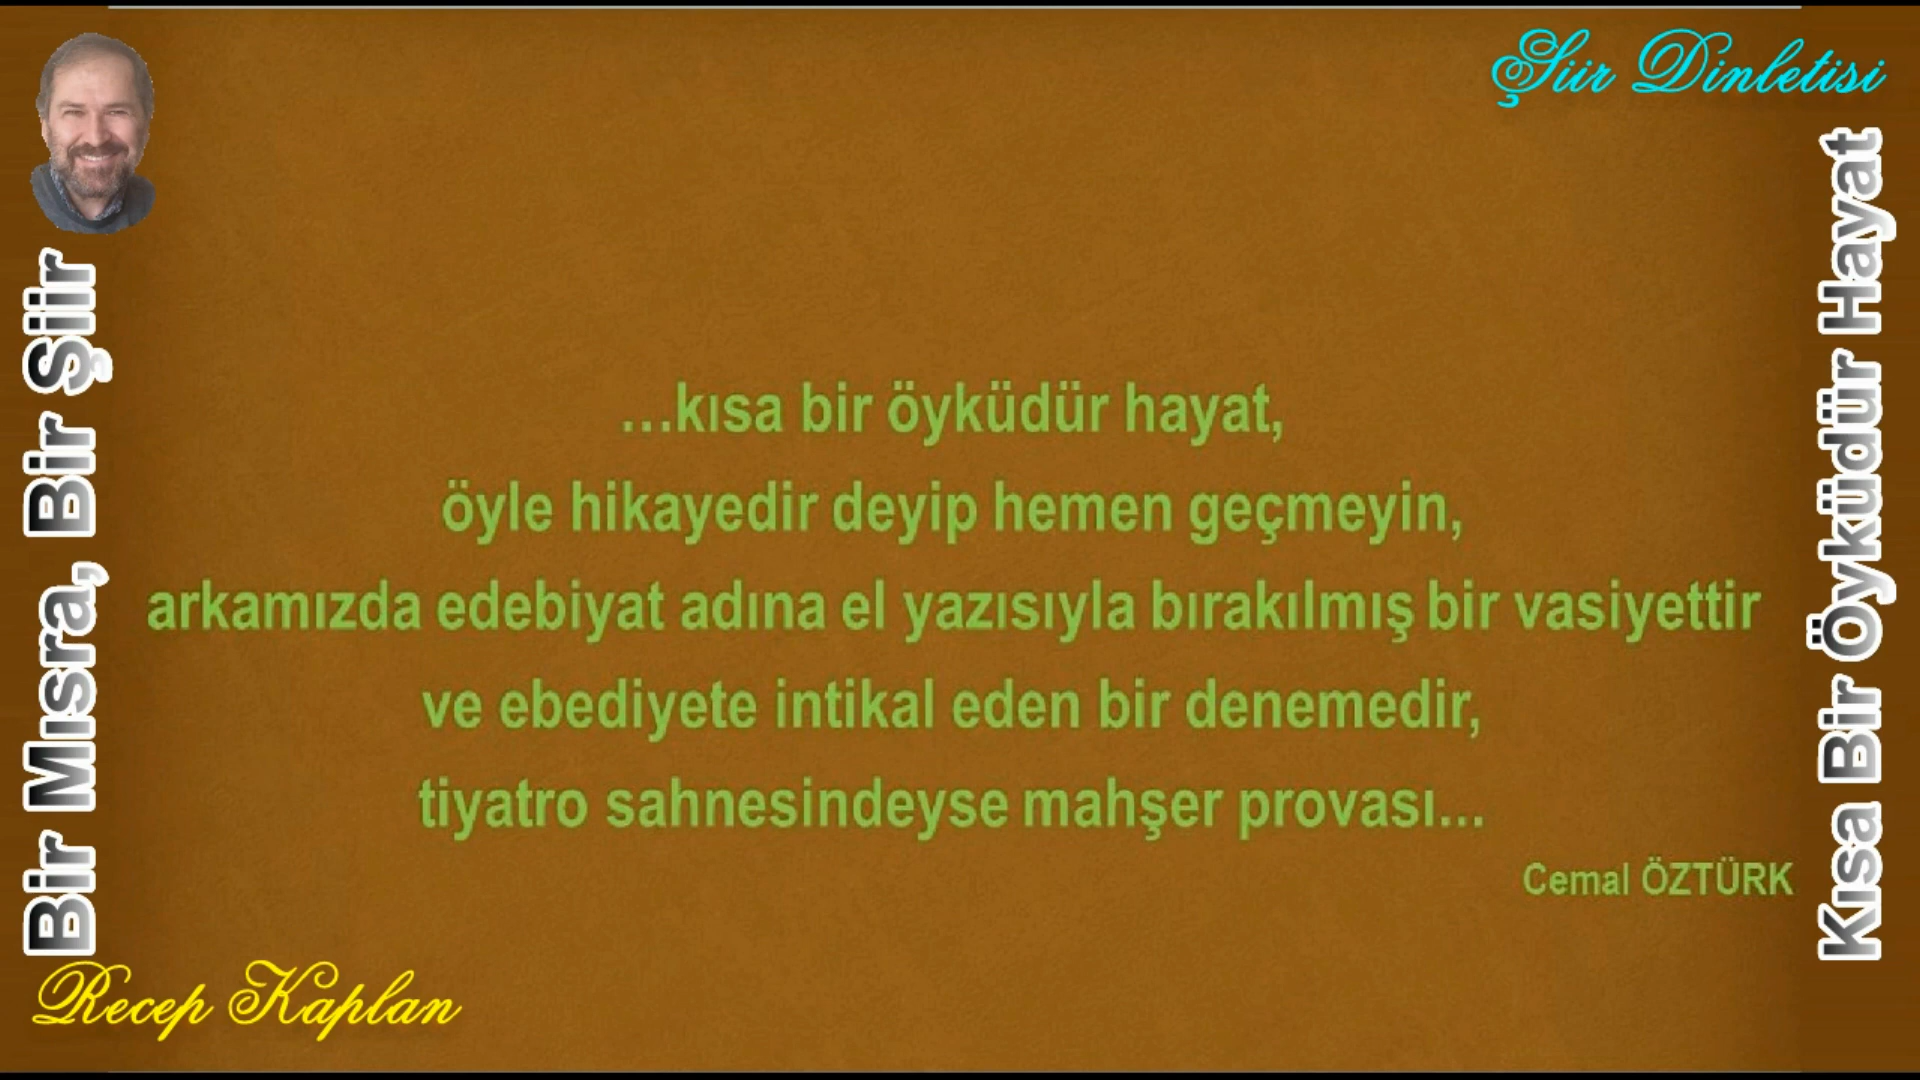 Şiir Dinletisi
Bir Mısra, Bir Şiir
…kısa bir öyküdür hayat,
öyle hikayedir deyip hemen geçmeyin,
arkamızda edebiyat adına el yazısıyla bırakılmış bir vasiyettir
ve ebediyete intikal eden bir denemedir,
tiyatro sahnesindeyse mahşer provası...
Cemal ÖZTÜRK
Kısa Bir Öyküdür Hayat
Recep Kaplan